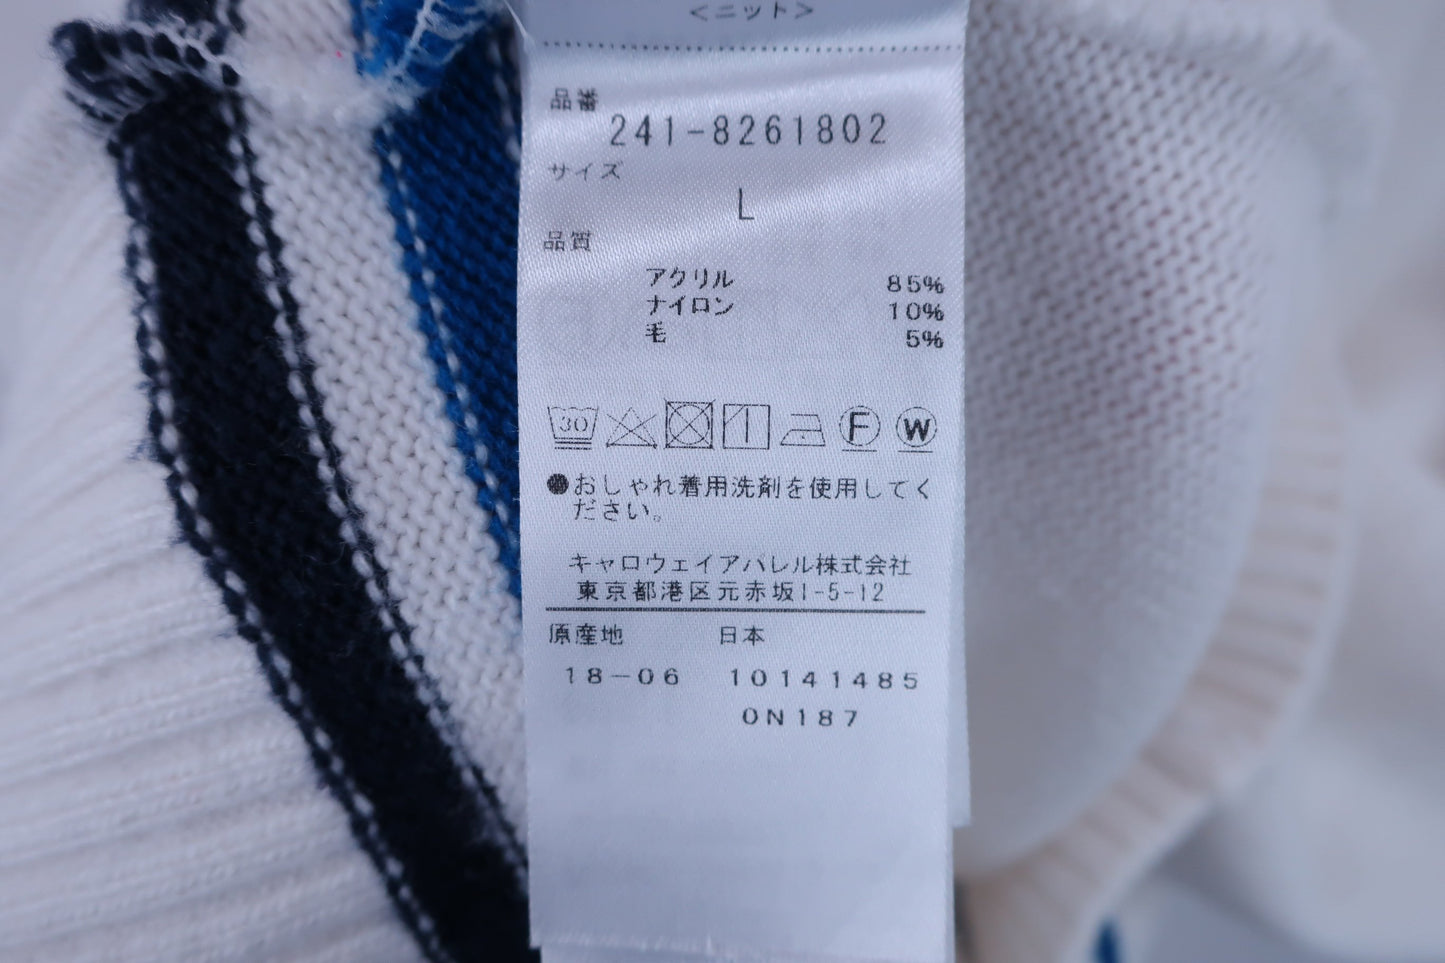 <ニット>
品番
241-8261802
サイズ
L
品質
アクリル 85%
ナイロン 10%
毛 5%
30 F W
●おしゃれ着用洗剤を使用してく
ださい。
キャロウェイアパレル株式会社
東京都港区元赤坂1-5-12
原産地 日本
18-06 10141485
0N187